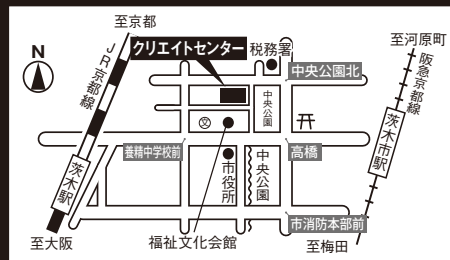 至京都
クリエイトセンター
税務署
至河原町
N
JR京都線
中央公園北
阪急京都線
中央公園
文
養精中学校前
高橋
茨木駅
市役所
中央公園
茨木市駅
市消防本部前
至大阪
福祉文化会館
至梅田